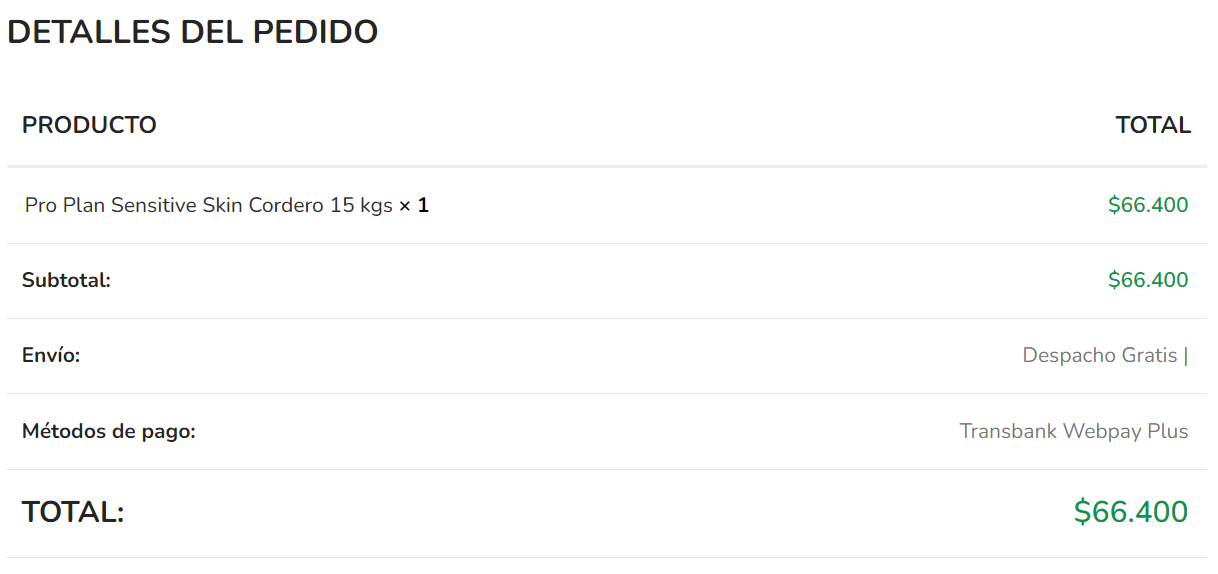 DETALLES DEL PEDIDO
PRODUCTO TOTAL
Pro Plan Sensitive Skin Cordero 15 kgs × 1 $66.400
Subtotal: $66.400
Envío: Despacho Gratis |
Métodos de pago: Transbank Webpay Plus
TOTAL: $66.400